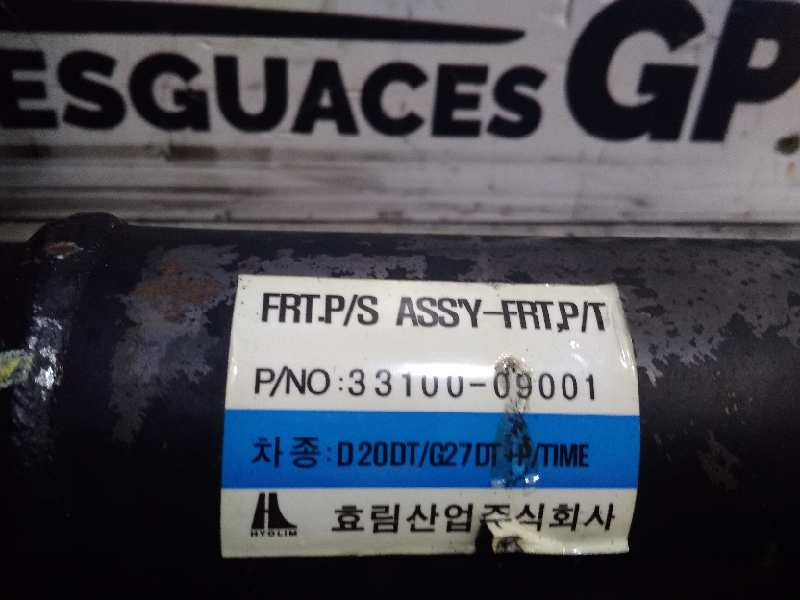 ESGUACES GP
FRT.P/S ASS'Y-FRT,P/T
P/NO:33100-09001
차종:D20DT/G27DT+P/TIME
HYOLIM
효림산업주식회사